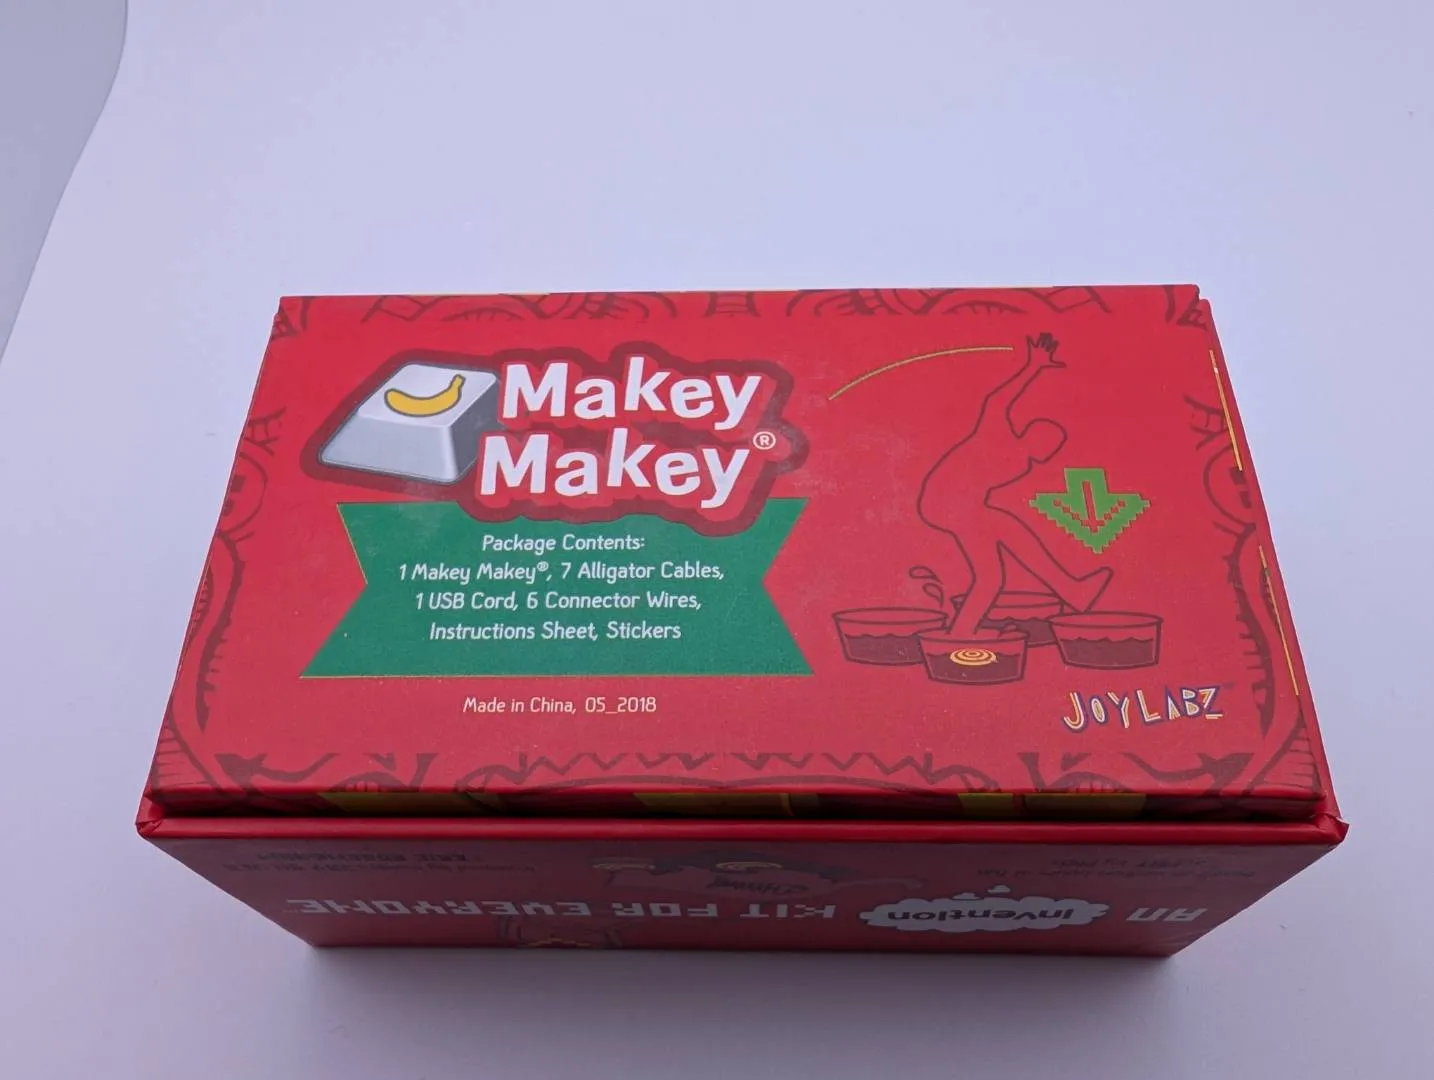 Makey
Makey®
Package Contents:
1 Makey Makey®, 7 Alligator Cables,
1 USB Cord, 6 Connector Wires,
Instructions Sheet, Stickers
Made in China, 05_2018
JOYLABZ
AN invention KIT FOR EVERYONE